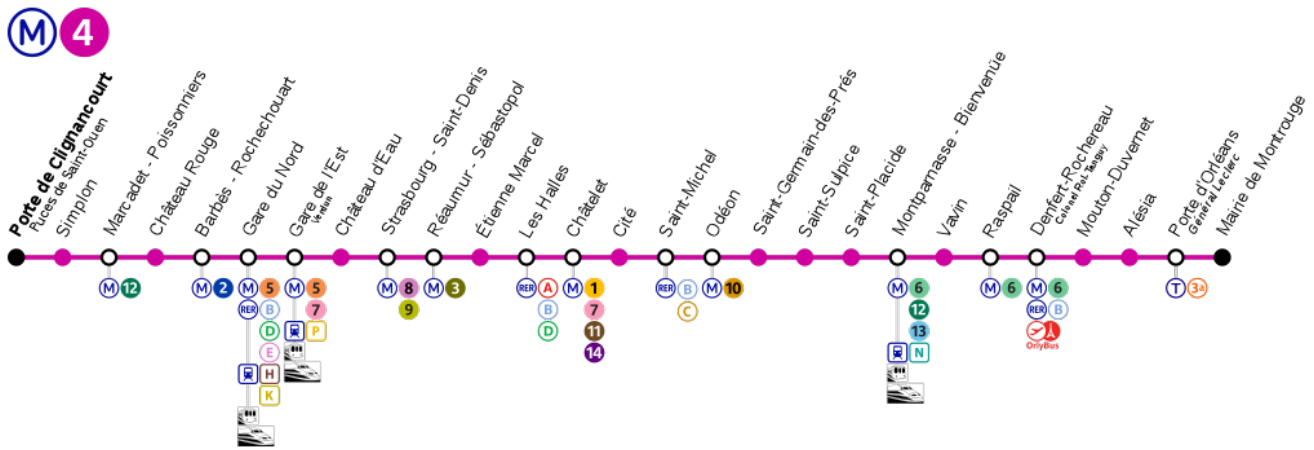 M 4
Porte de Clignancourt
Puces de Saint-Ouen
Simplon
Marcadet - Poissonniers
Château Rouge
Barbès - Rochechouart
Gare du Nord
Gare de l'Est
Verdun
Château d'Eau
Strasbourg - Saint-Denis
Réaumur - Sébastopol
Étienne Marcel
Les Halles
Châtelet
Cité
Saint-Michel
Odéon
Saint-Germain-des-Prés
Saint-Sulpice
Saint-Placide
Montparnasse - Bienvenüe
Vavin
Raspail
Denfert-Rochereau
Colonel Rol-Tanguy
Mouton-Duvernet
Alésia
Porte d'Orléans
Général Leclerc
Mairie de Montrouge
M 12
M 2
M 5
RER B
D
E
H
K
M 5
7
P
M 8
9
M 3
RER A
B
D
M 1
7
11
14
RER B
C
M 10
M 6
12
13
N
M 6
M 6
RER B
OrlyBus
T 3a